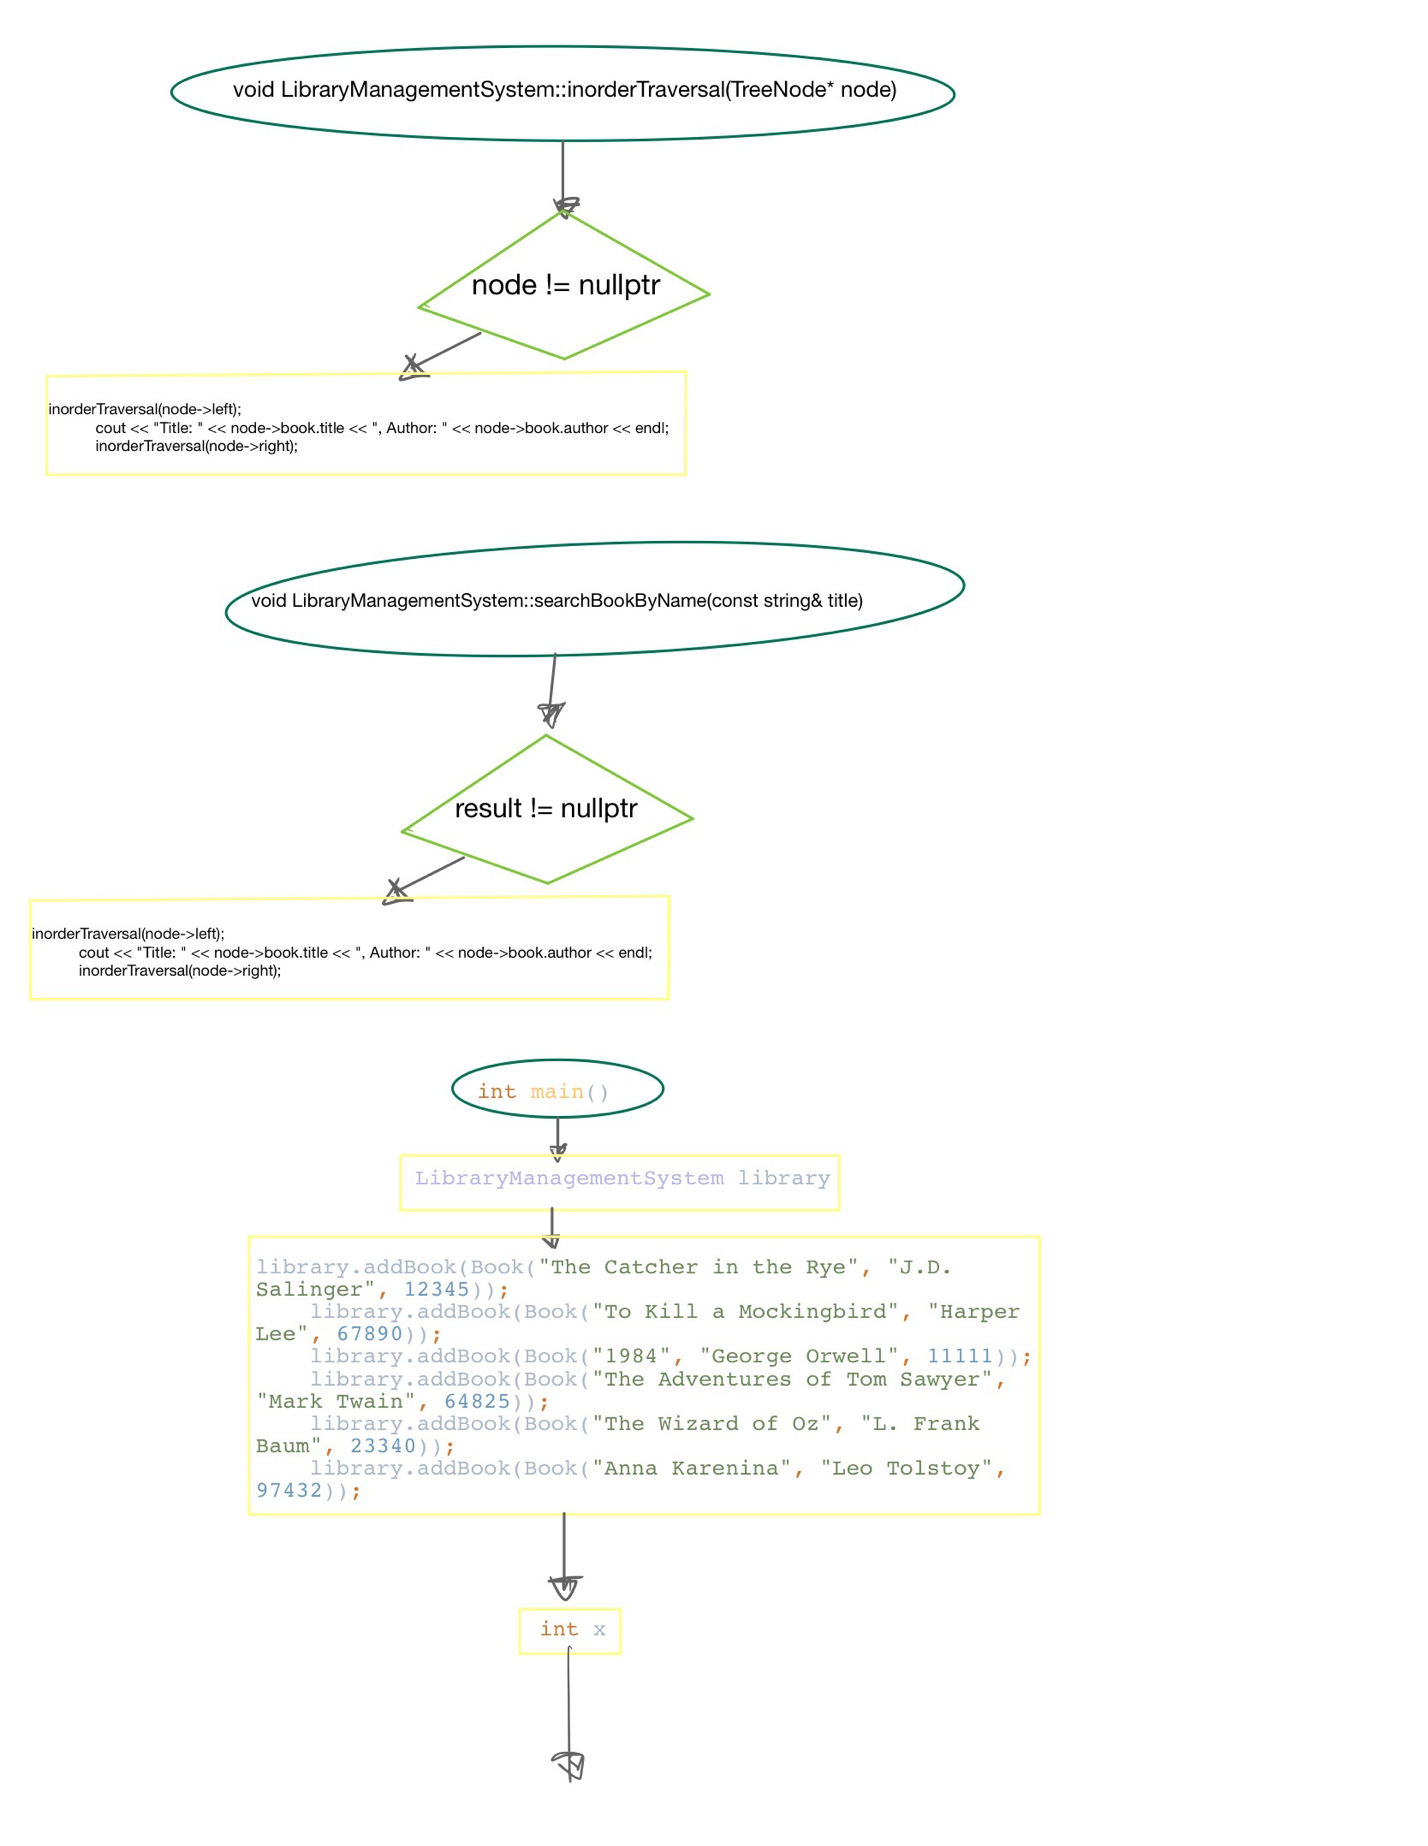 void LibraryManagementSystem::inorderTraversal(TreeNode* node)
node != nullptr
inorderTraversal(node->left);
cout << "Title: " << node->book.title << ", Author: " << node->book.author << endl;
inorderTraversal(node->right);
void LibraryManagementSystem::searchBookByName(const string& title)
result != nullptr
inorderTraversal(node->left);
cout << "Title: " << node->book.title << ", Author: " << node->book.author << endl;
inorderTraversal(node->right);
int main()
LibraryManagementSystem library
library.addBook(Book("The Catcher in the Rye", "J.D.
Salinger", 12345));
library.addBook(Book("To Kill a Mockingbird", "Harper
Lee", 67890));
library.addBook(Book("1984", "George Orwell", 11111));
library.addBook(Book("The Adventures of Tom Sawyer",
"Mark Twain", 64825));
library.addBook(Book("The Wizard of Oz", "L. Frank
Baum", 23340));
library.addBook(Book("Anna Karenina", "Leo Tolstoy",
97432));
int x